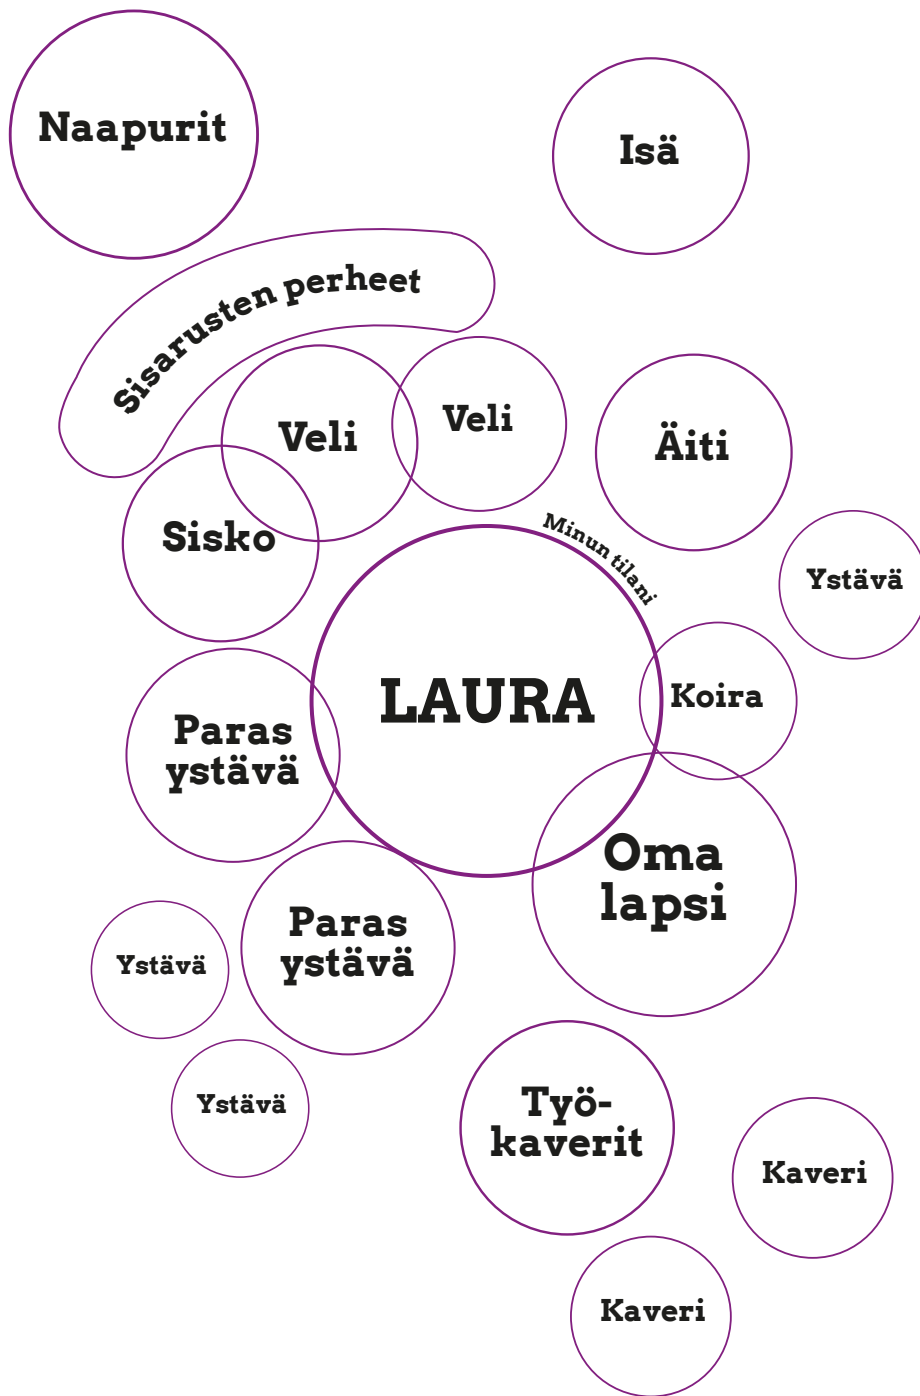 Naapurit
Isä
Sisarusten perheet
Veli
Veli
Äiti
Sisko
Minun tilani
Ystävä
LAURA
Koira
Paras
ystävä
Oma
lapsi
Paras
ystävä
Ystävä
Ystävä
Työ-
kaverit
Kaveri
Kaveri